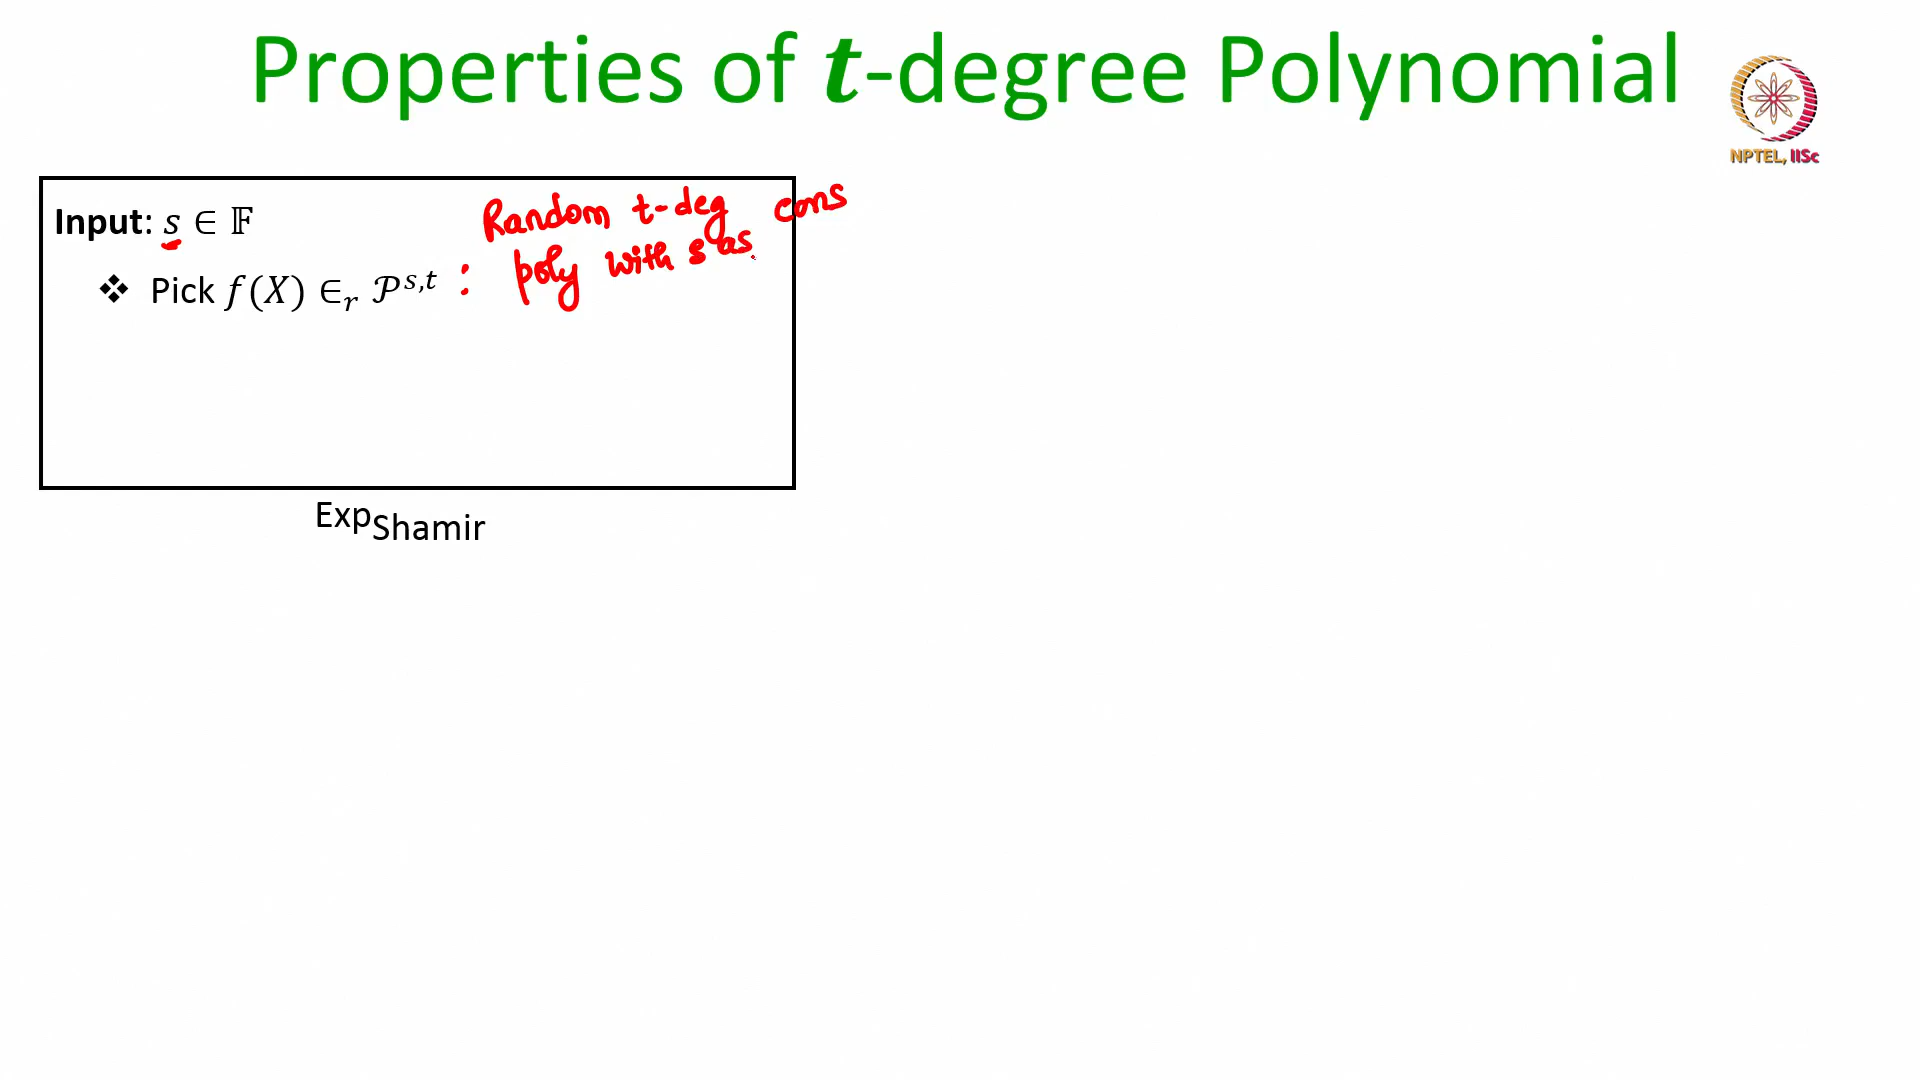 Properties of t-degree Polynomial
NPTEL, IISc
Input: s ∈ 𝔽
Random t-deg cons
poly with s as
❖ Pick f(X) ∈ᵣ 𝒫^{s,t} :
Exp_Shamir